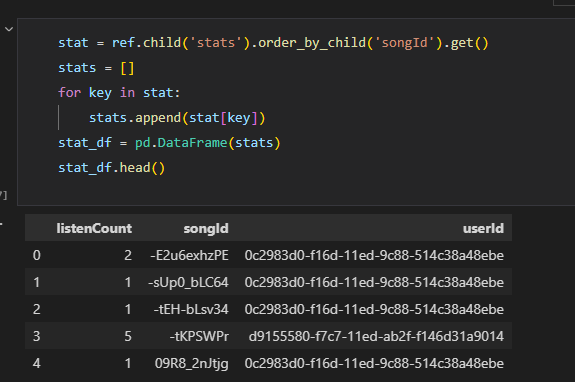 stat = ref.child('stats').order_by_child('songId').get()
stats = []
for key in stat:
    stats.append(stat[key])
stat_df = pd.DataFrame(stats)
stat_df.head()
7]
listenCount songId userId
0 2 -E2u6exhzPE 0c2983d0-f16d-11ed-9c88-514c38a48ebe
1 1 -sUp0_bLC64 0c2983d0-f16d-11ed-9c88-514c38a48ebe
2 1 -tEH-bLsv34 0c2983d0-f16d-11ed-9c88-514c38a48ebe
3 5 -tKPSWPr d9155580-f7c7-11ed-ab2f-f146d31a9014
4 1 09R8_2nJtjg 0c2983d0-f16d-11ed-9c88-514c38a48ebe